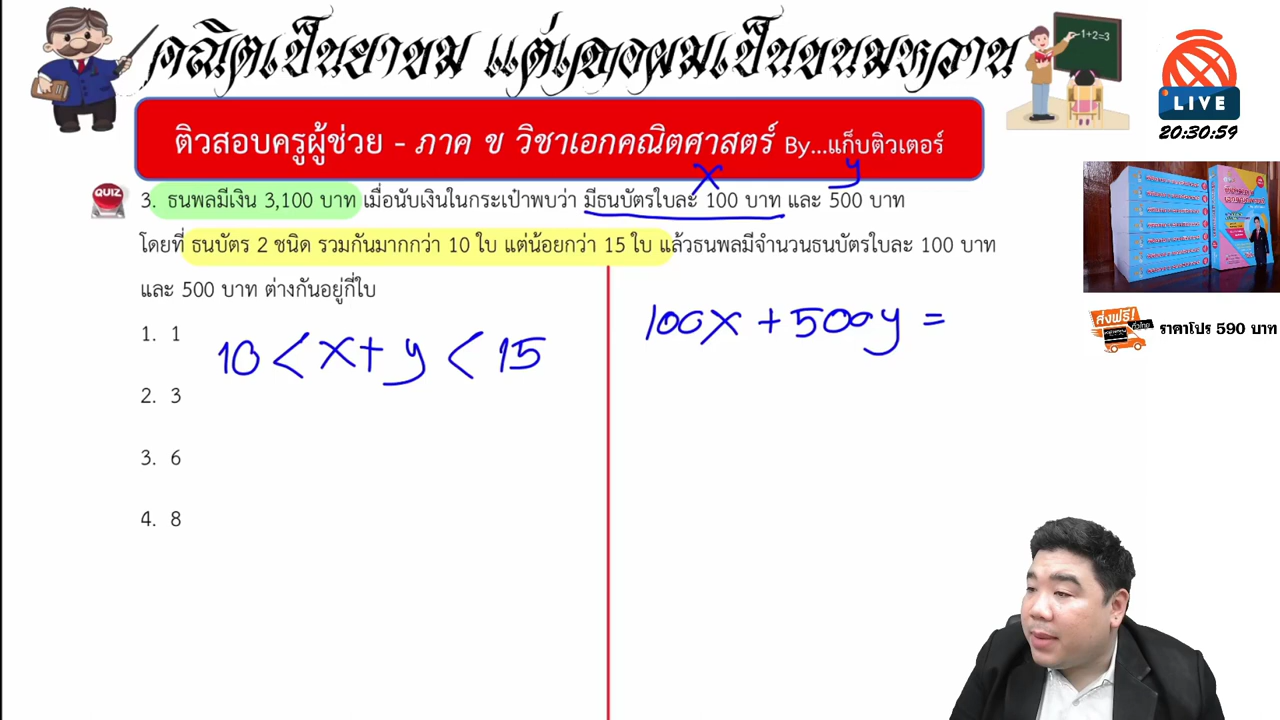 คณิตเป็นยาขม แต่เจอผมเป็นขนมหวาน
1+2=3
LIVE
20:30:59
ติวสอบครูผู้ช่วย - ภาค ข วิชาเอกคณิตศาสตร์ By...แก็บติวเตอร์
x y
QUIZ
3. ธนพลมีเงิน 3,100 บาท เมื่อนับเงินในกระเป๋าพบว่า มีธนบัตรใบละ 100 บาท และ 500 บาท
โดยที่ ธนบัตร 2 ชนิด รวมกันมากกว่า 10 ใบ แต่น้อยกว่า 15 ใบ แล้วธนพลมีจำนวนธนบัตรใบละ 100 บาท
และ 500 บาท ต่างกันอยู่กี่ใบ
1. 1
10 < x + y < 15
100x + 500y =
2. 3
3. 6
4. 8
ส่งฟรี!
ราคาโปร 590 บาท